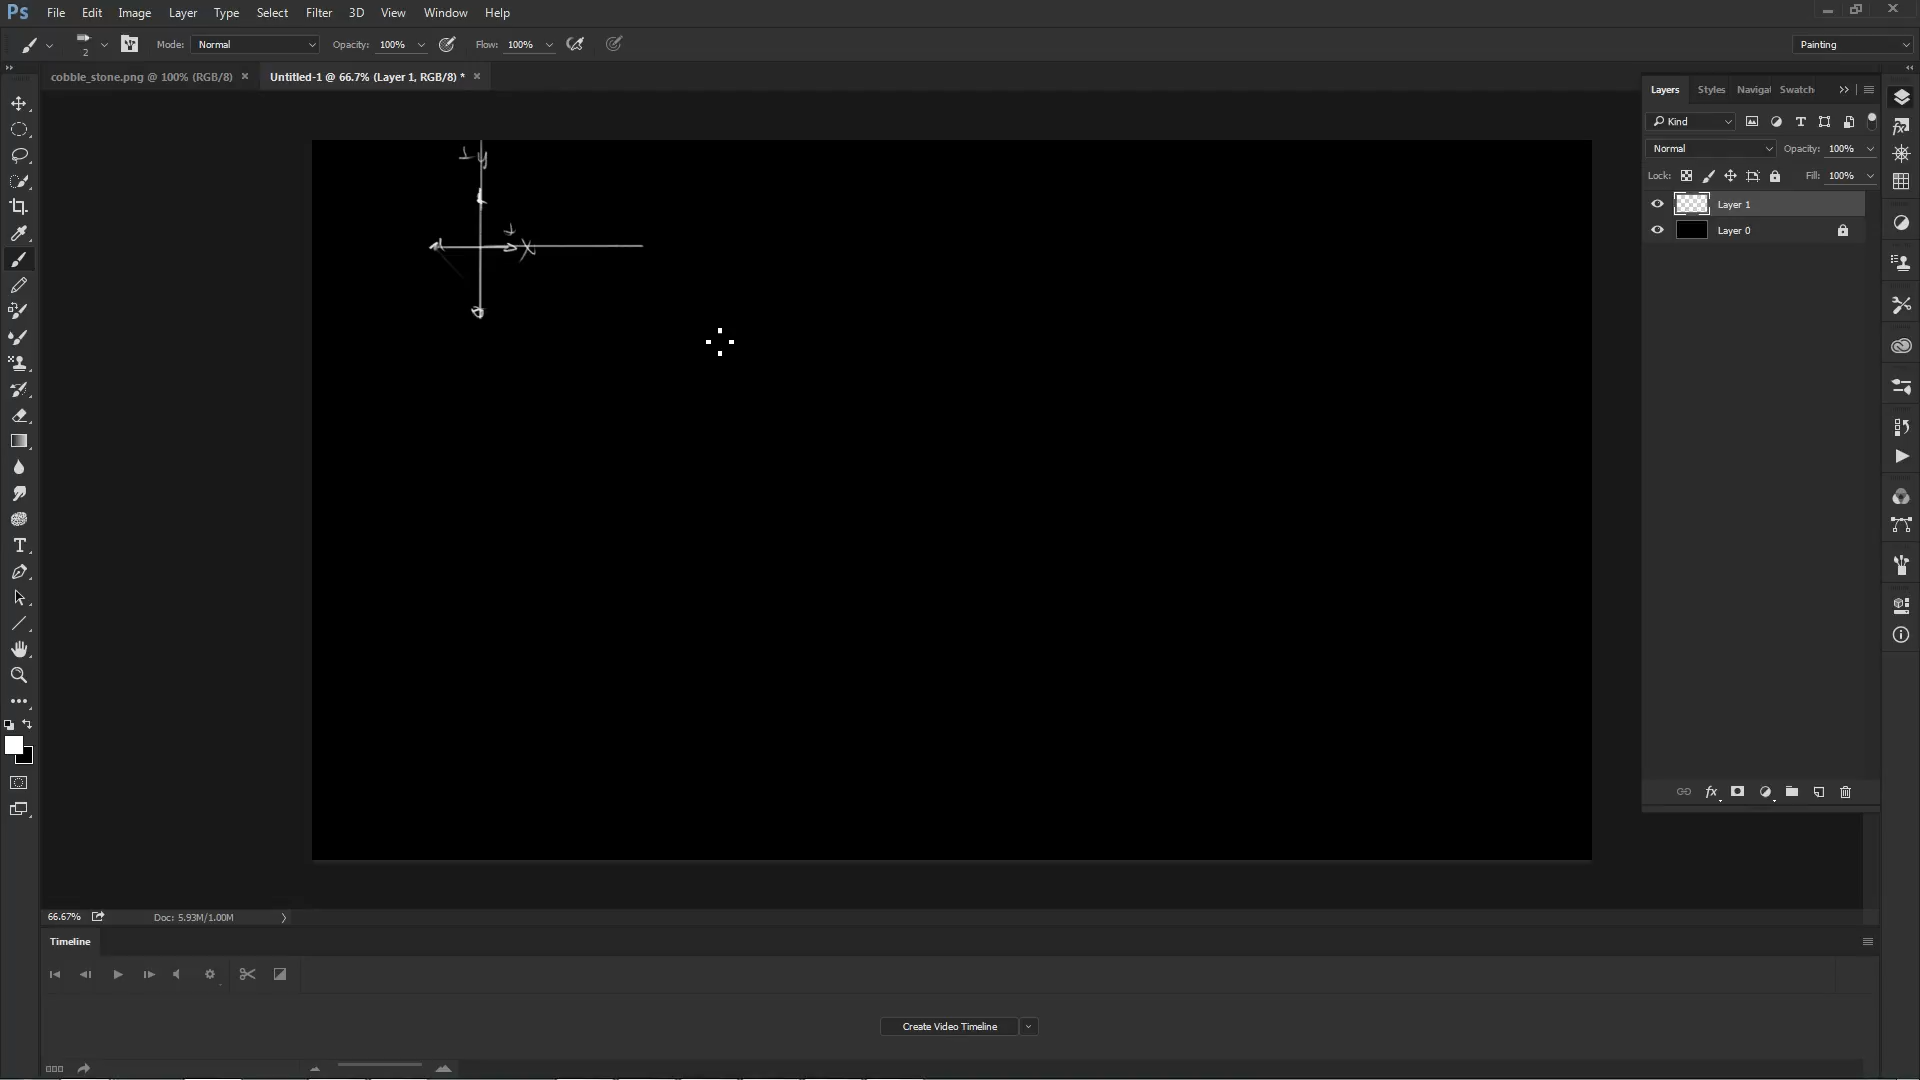 Ps File Edit Image Layer Type Select Filter 3D View Window Help
2 Mode: Normal Opacity: 100% Flow: 100% Painting
cobble_stone.png @ 100% (RGB/8) Untitled-1 @ 66.7% (Layer 1, RGB/8) *
Layers Styles Navigat Swatch
Kind
Normal Opacity: 100%
Lock: Fill: 100%
Layer 1
Layer 0
y
x
66.67% Doc: 5.93M/1.00M
Timeline
Create Video Timeline